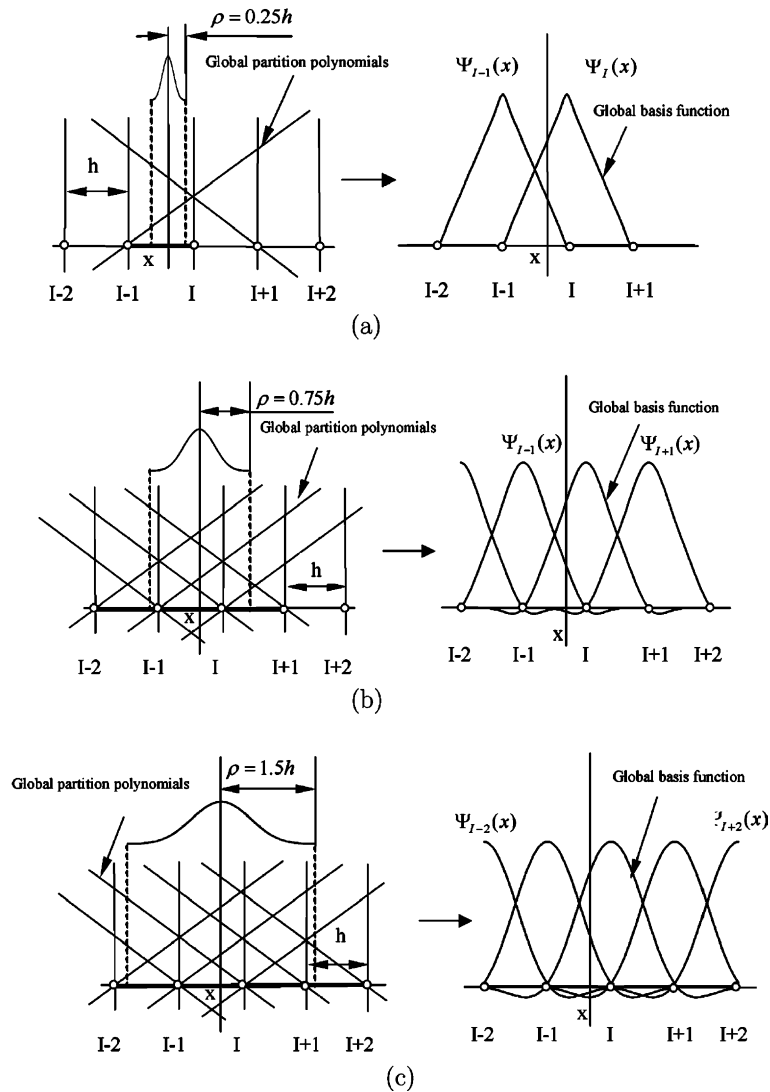 ρ = 0.25h
Global partition polynomials
Ψ_{I-1}(x)
Ψ_I(x)
Global basis function
h
x
x
I-2 I-1 I I+1 I+2
I-2 I-1 I I+1
(a)
ρ = 0.75h
Global partition polynomials
Global basis function
Ψ_{I-1}(x)
Ψ_{I+1}(x)
h
x
x
I-2 I-1 I I+1 I+2
I-2 I-1 I I+1 I+2
(b)
Global partition polynomials
ρ = 1.5h
Global basis function
Ψ_{I-2}(x)
_{I+2}(x)
h
x
x
I-2 I-1 I I+1 I+2
I-2 I-1 I I+1 I+2
(c)